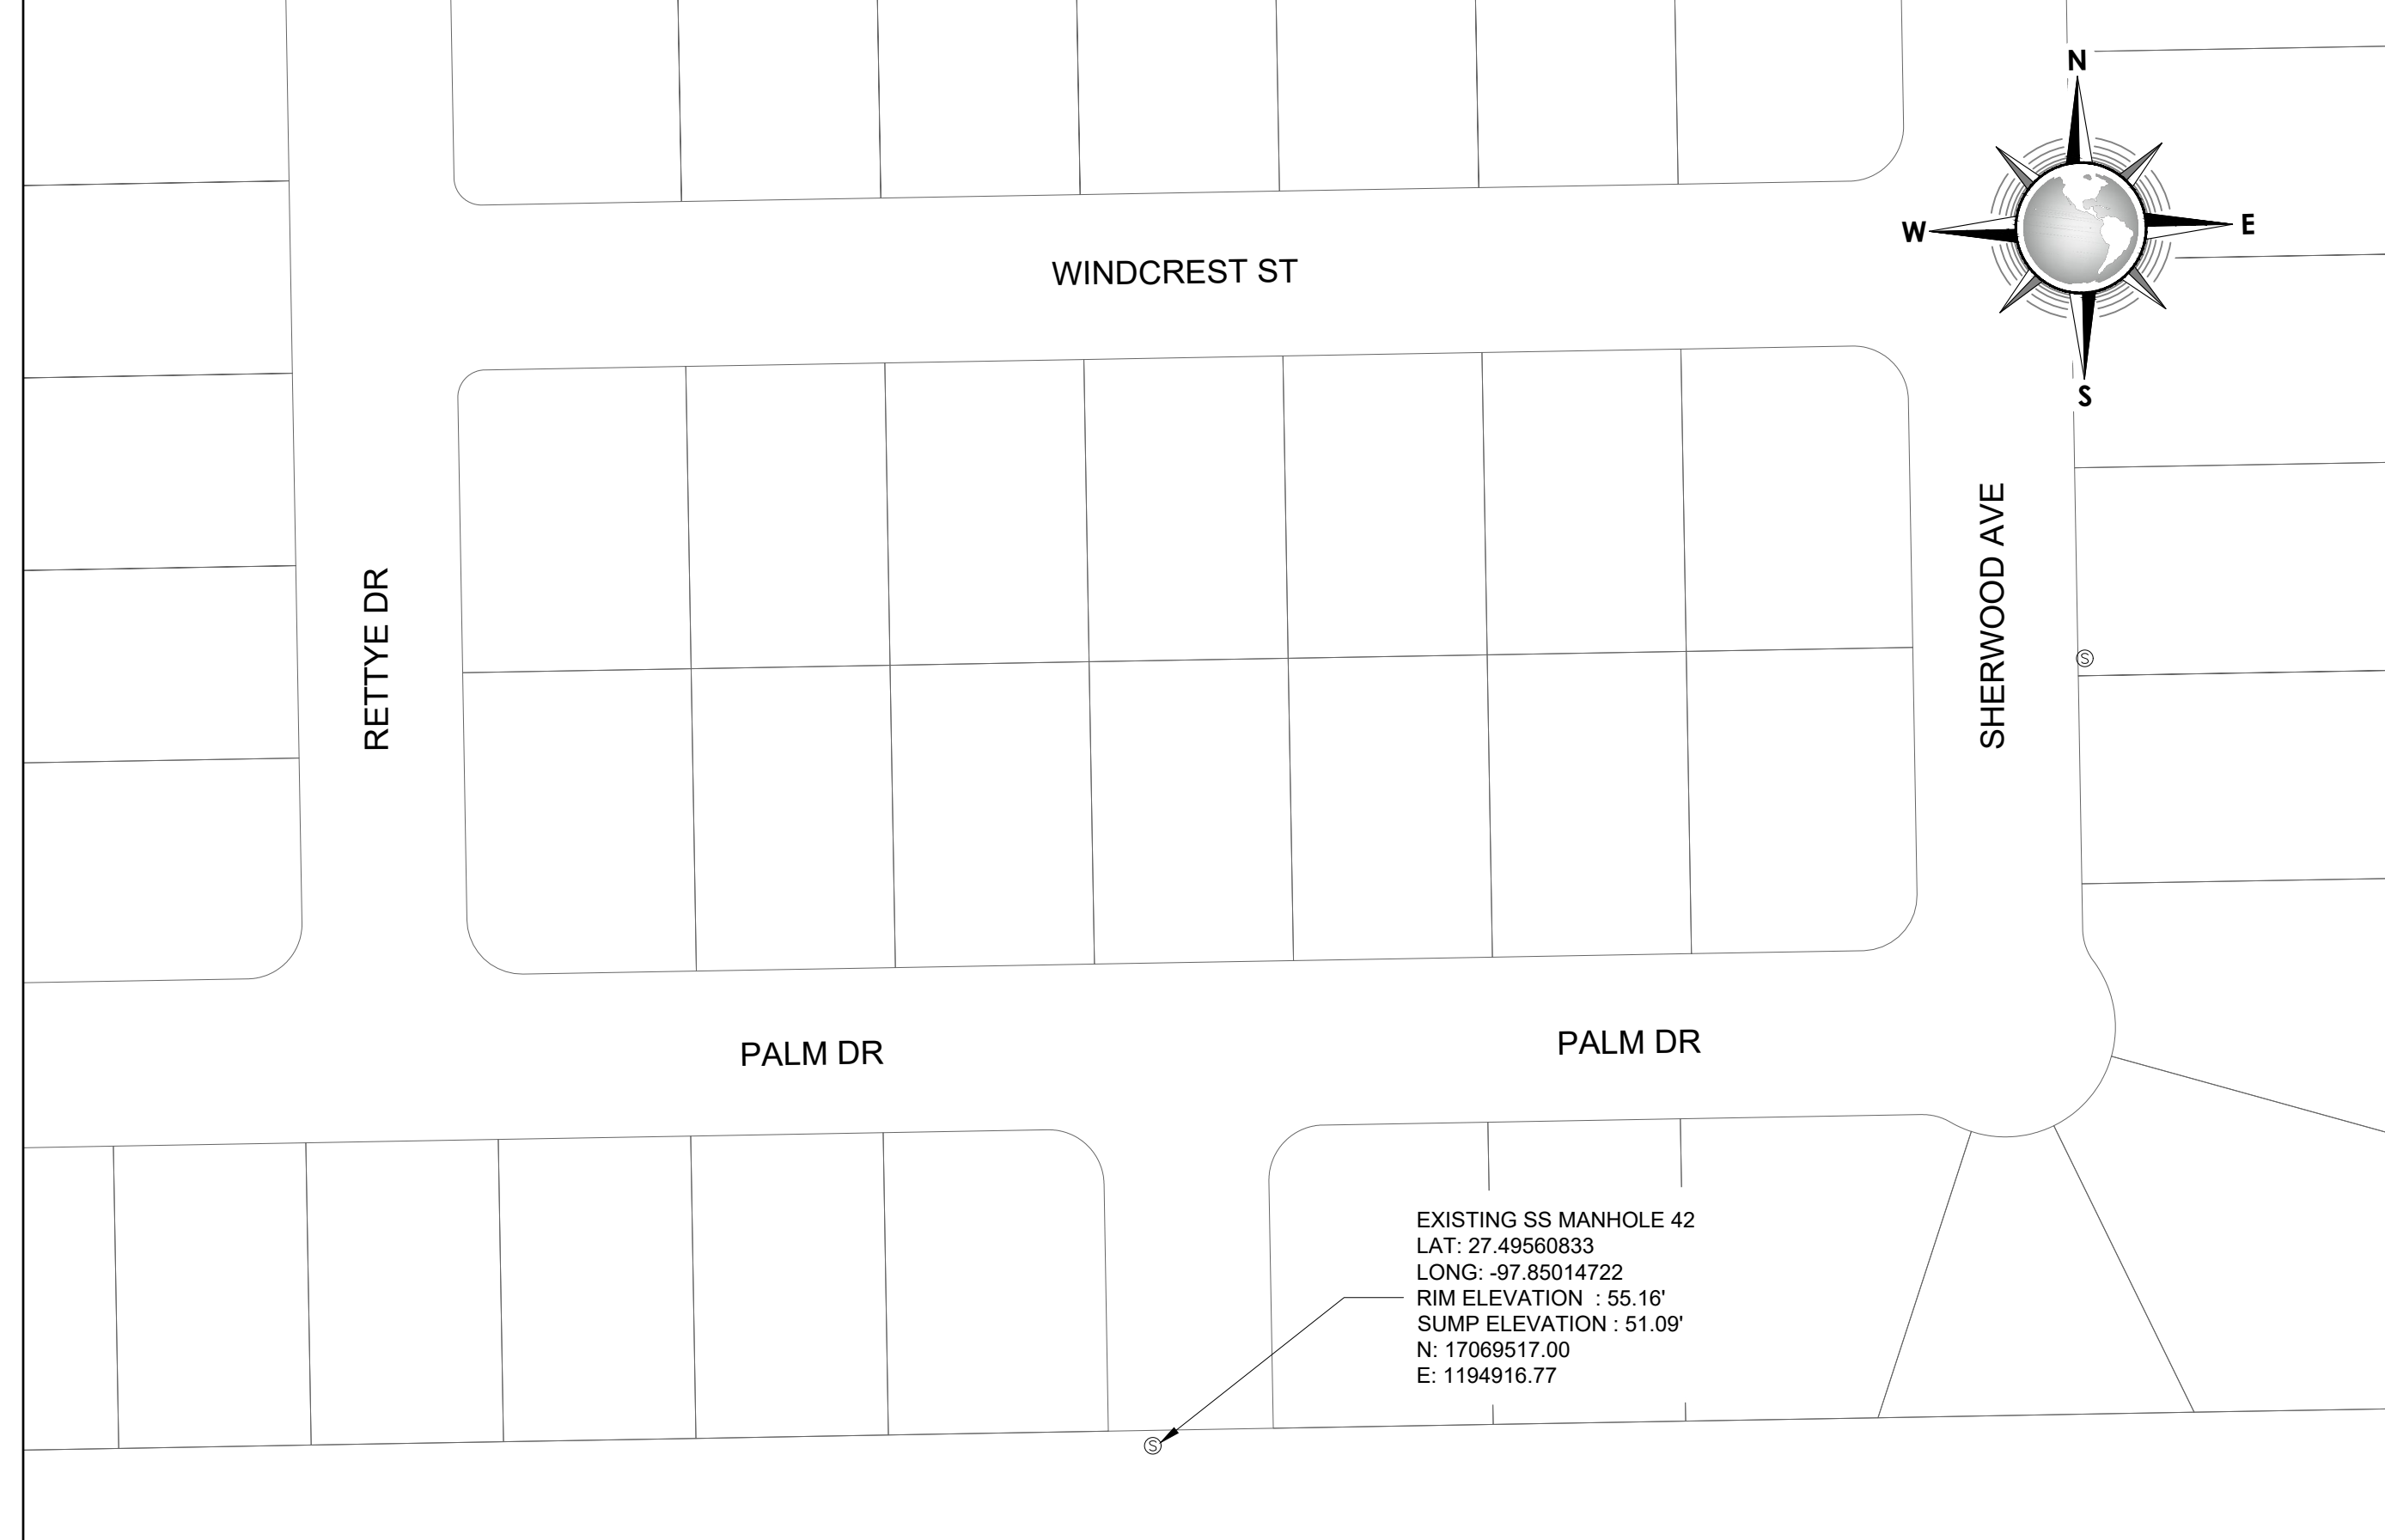 N
W
E
S
WINDCREST ST
RETTYE DR
SHERWOOD AVE
S
PALM DR
PALM DR
EXISTING SS MANHOLE 42
LAT: 27.49560833
LONG: -97.85014722
RIM ELEVATION : 55.16'
SUMP ELEVATION : 51.09'
N: 17069517.00
E: 1194916.77
S